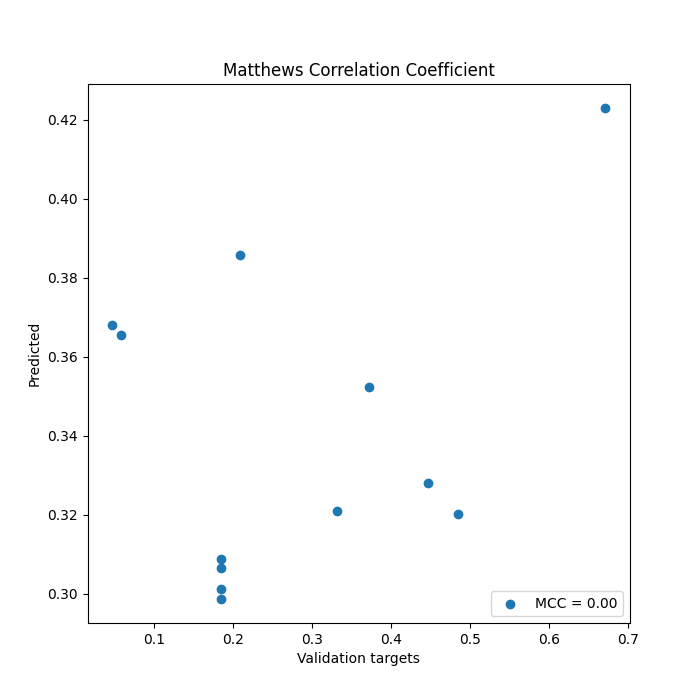 Matthews Correlation Coefficient
0.42
0.40
0.38
0.36
0.34
0.32
0.30
Predicted
MCC = 0.00
0.1 0.2 0.3 0.4 0.5 0.6 0.7
Validation targets